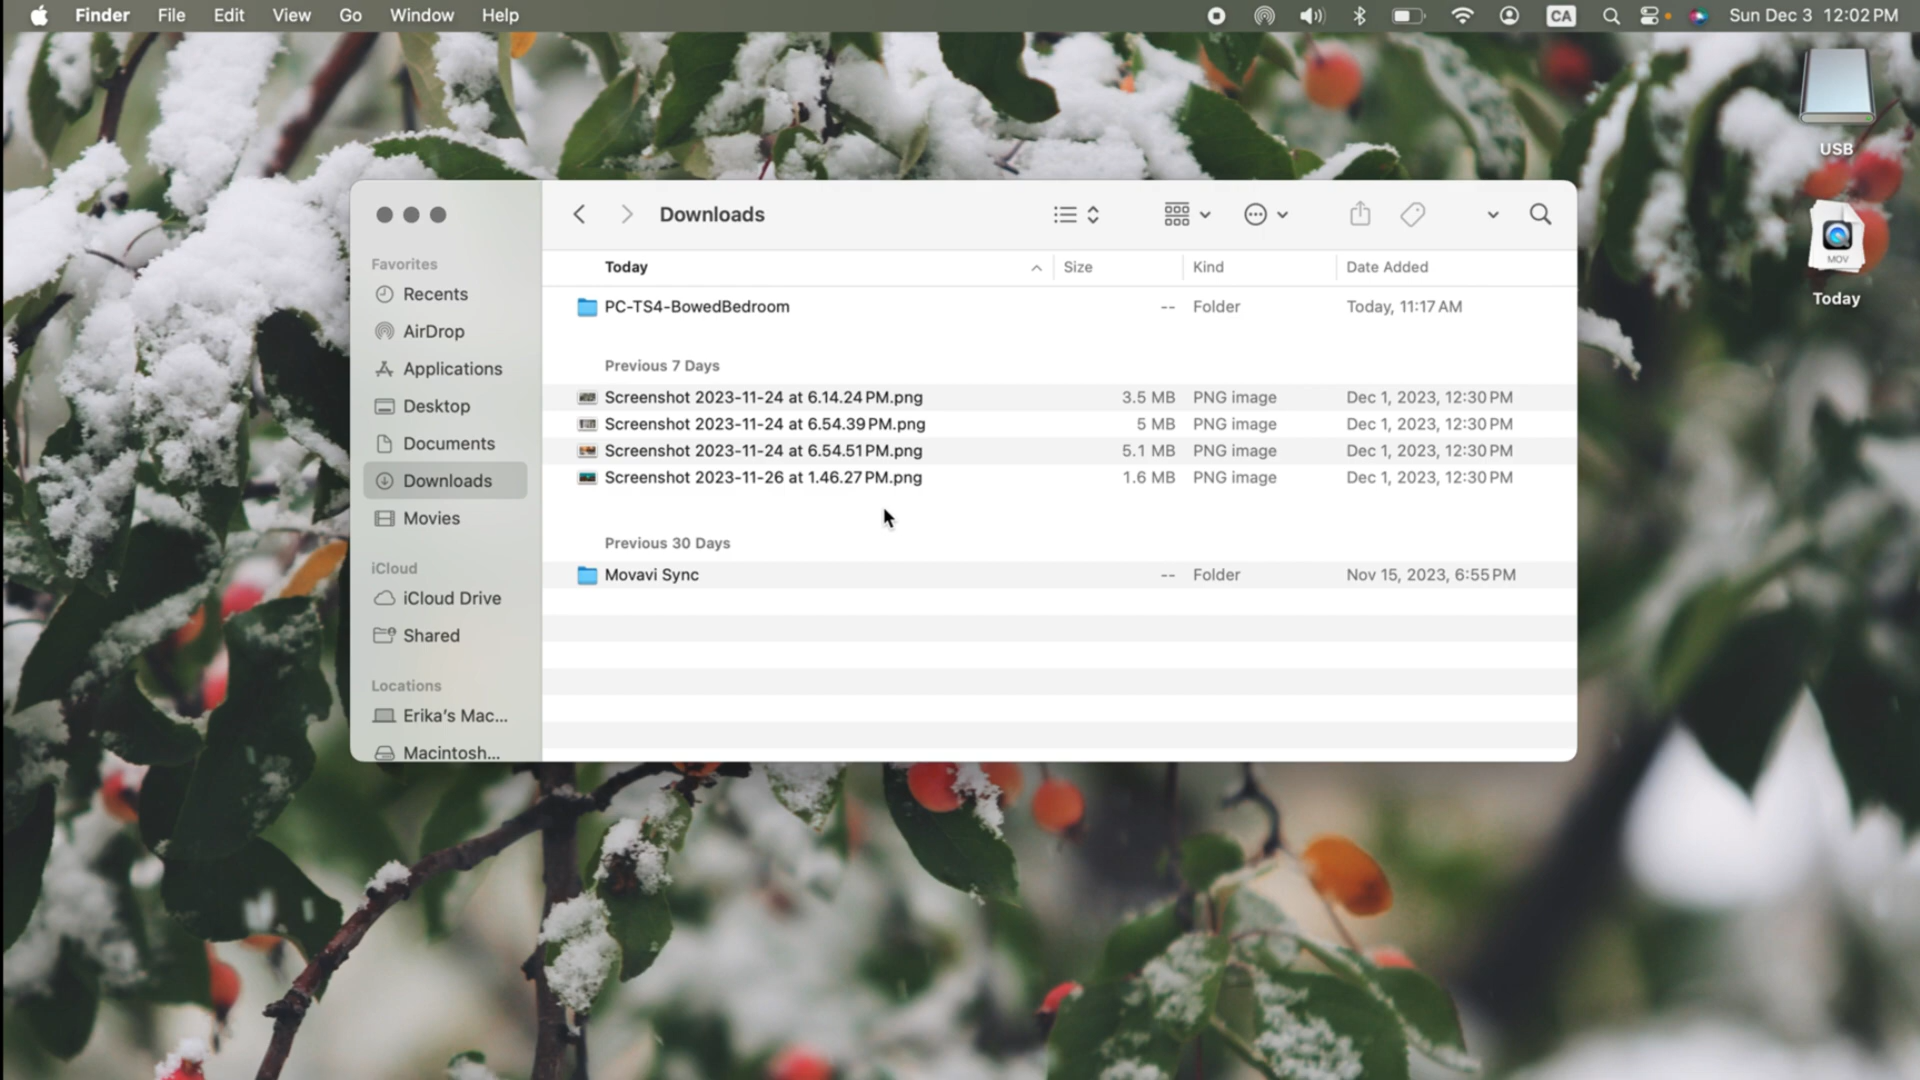 Finder File Edit View Go Window Help CA Sun Dec 3 12:02 PM
USB
MOV
Today
Downloads
Favorites
Recents
AirDrop
Applications
Desktop
Documents
Downloads
Movies
iCloud
iCloud Drive
Shared
Locations
Erika's Mac...
Macintosh...
Today Size Kind Date Added
PC-TS4-BowedBedroom -- Folder Today, 11:17 AM
Previous 7 Days
Screenshot 2023-11-24 at 6.14.24 PM.png 3.5 MB PNG image Dec 1, 2023, 12:30 PM
Screenshot 2023-11-24 at 6.54.39 PM.png 5 MB PNG image Dec 1, 2023, 12:30 PM
Screenshot 2023-11-24 at 6.54.51 PM.png 5.1 MB PNG image Dec 1, 2023, 12:30 PM
Screenshot 2023-11-26 at 1.46.27 PM.png 1.6 MB PNG image Dec 1, 2023, 12:30 PM
Previous 30 Days
Movavi Sync -- Folder Nov 15, 2023, 6:55 PM